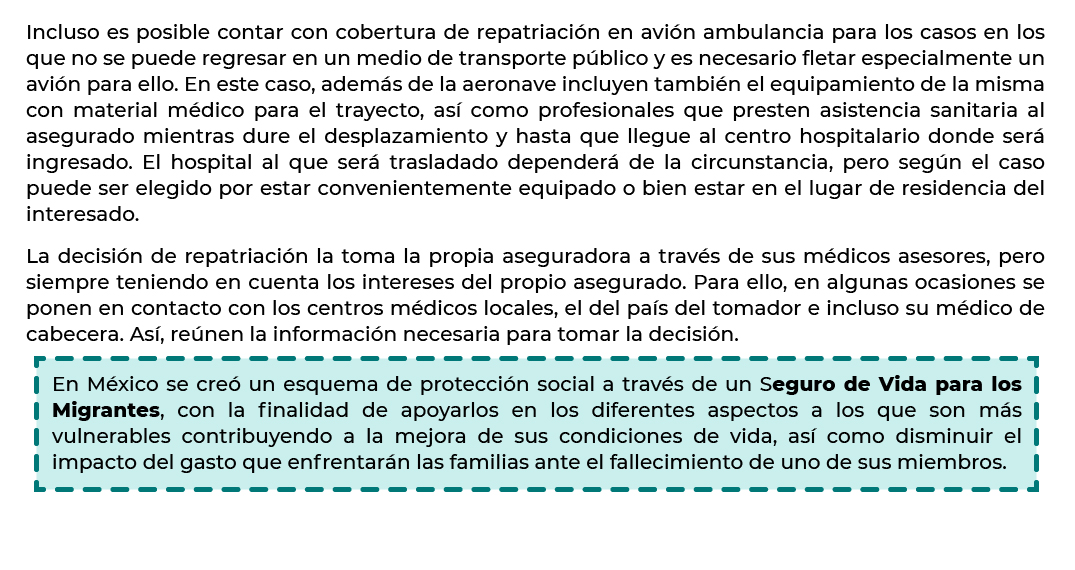 Incluso es posible contar con cobertura de repatriación en avión ambulancia para los casos en los
que no se puede regresar en un medio de transporte público y es necesario fletar especialmente un
avión para ello. En este caso, además de la aeronave incluyen también el equipamiento de la misma
con material médico para el trayecto, así como profesionales que presten asistencia sanitaria al
asegurado mientras dure el desplazamiento y hasta que llegue al centro hospitalario donde será
ingresado. El hospital al que será trasladado dependerá de la circunstancia, pero según el caso
puede ser elegido por estar convenientemente equipado o bien estar en el lugar de residencia del
interesado.
La decisión de repatriación la toma la propia aseguradora a través de sus médicos asesores, pero
siempre teniendo en cuenta los intereses del propio asegurado. Para ello, en algunas ocasiones se
ponen en contacto con los centros médicos locales, el del país del tomador e incluso su médico de
cabecera. Así, reúnen la información necesaria para tomar la decisión.
En México se creó un esquema de protección social a través de un Seguro de Vida para los
Migrantes, con la finalidad de apoyarlos en los diferentes aspectos a los que son más
vulnerables contribuyendo a la mejora de sus condiciones de vida, así como disminuir el
impacto del gasto que enfrentarán las familias ante el fallecimiento de uno de sus miembros.